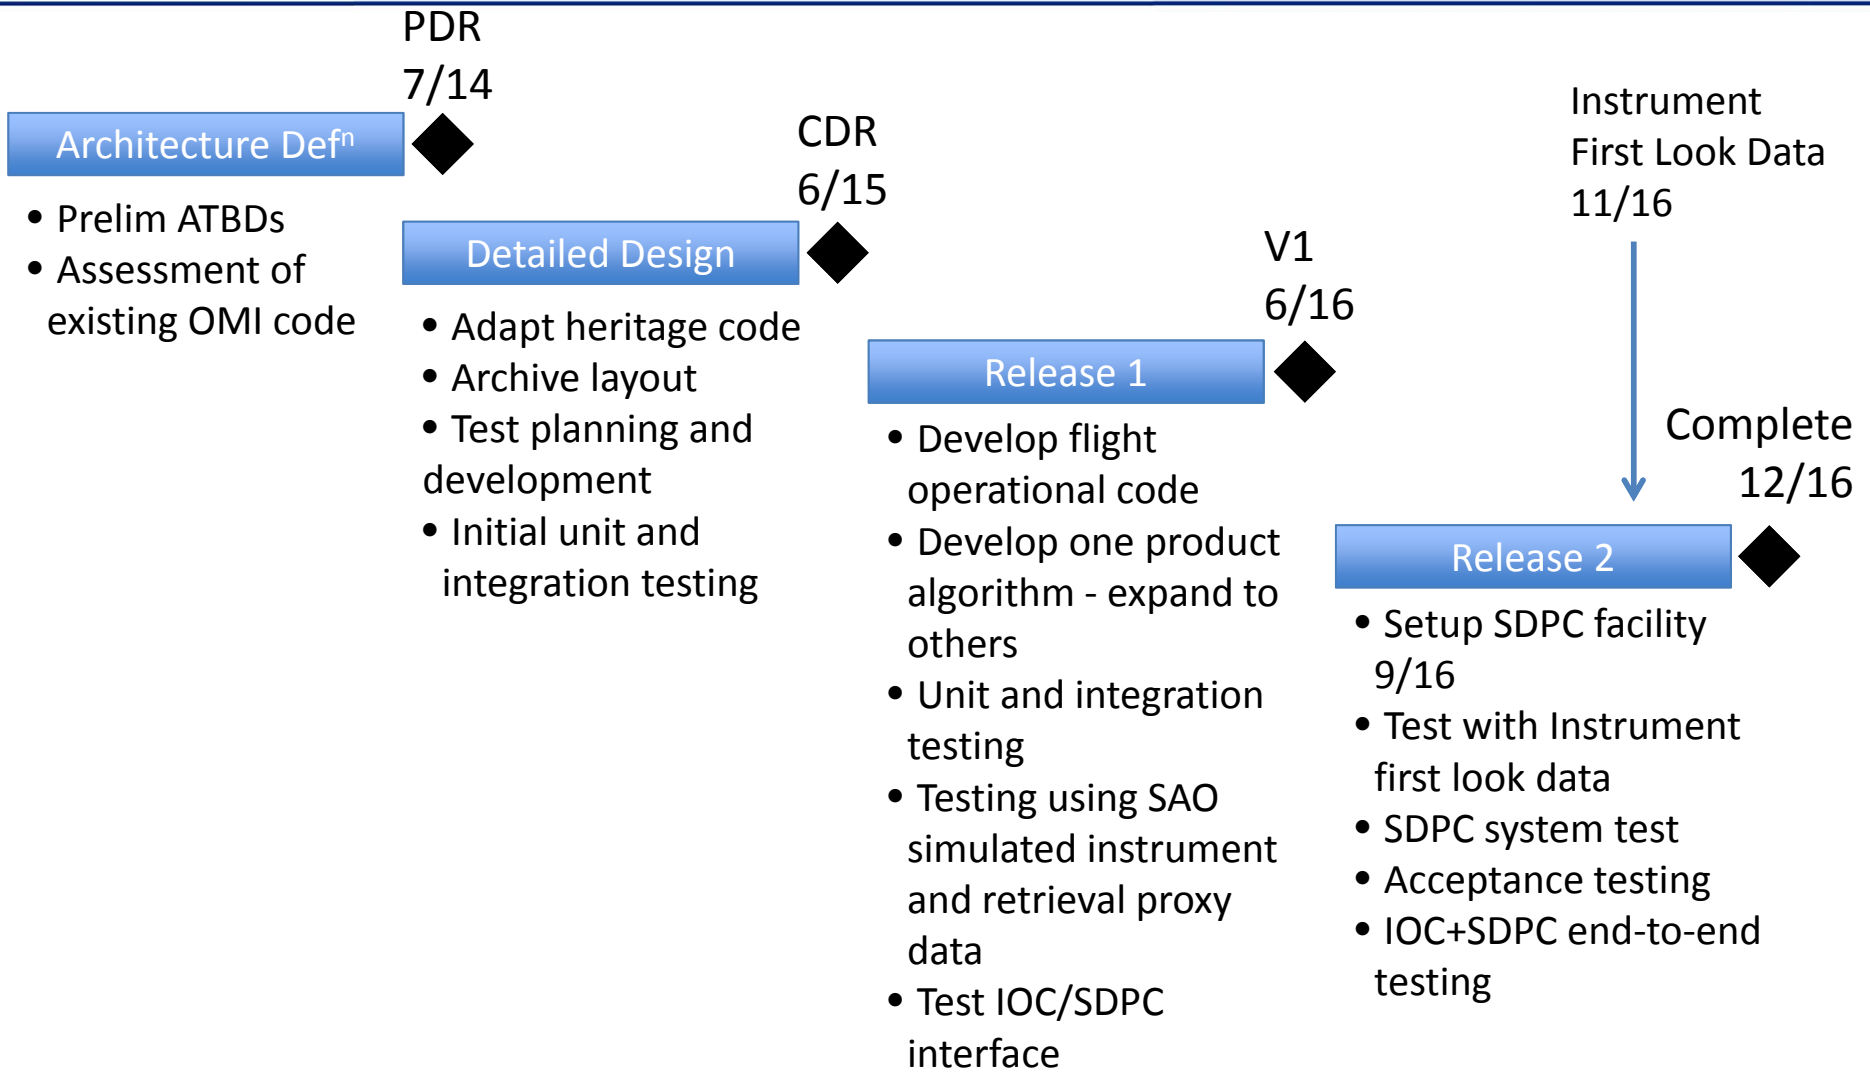 PDR
7/14
Architecture Defⁿ
• Prelim ATBDs
• Assessment of
existing OMI code
CDR
6/15
Detailed Design
• Adapt heritage code
• Archive layout
• Test planning and
development
• Initial unit and
integration testing
V1
6/16
Release 1
• Develop flight
operational code
• Develop one product
algorithm - expand to
others
• Unit and integration
testing
• Testing using SAO
simulated instrument
and retrieval proxy
data
• Test IOC/SDPC
interface
Instrument
First Look Data
11/16
Complete
12/16
Release 2
• Setup SDPC facility
9/16
• Test with Instrument
first look data
• SDPC system test
• Acceptance testing
• IOC+SDPC end-to-end
testing